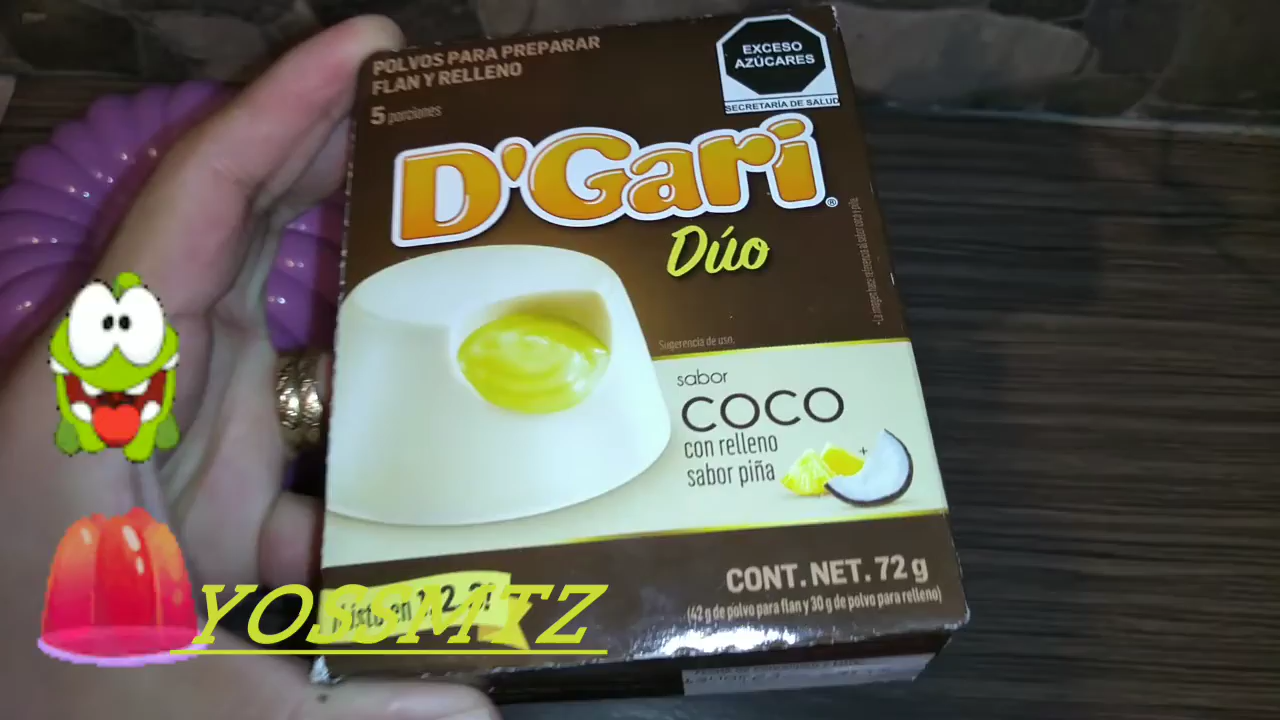 POLVOS PARA PREPARAR
FLAN Y RELLENO
5 porciones
EXCESO
AZÚCARES
SECRETARÍA DE SALUD
D'Gari®
Dúo
Sugerencia de uso.
sabor
COCO
con relleno
sabor piña
+
CONT. NET. 72 g
(42 g de polvo para flan y 30 g de polvo para relleno)
YOSSMTZ